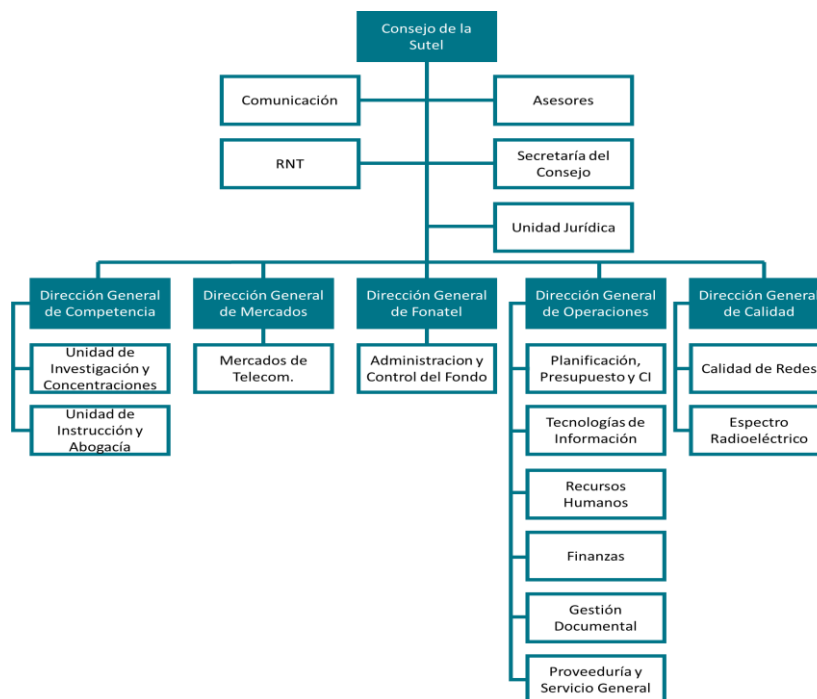 Consejo de la
Sutel
Comunicación
Asesores
RNT
Secretaría del
Consejo
Unidad Jurídica
Dirección General
de Competencia
Dirección General
de Mercados
Dirección General
de Fonatel
Dirección General
de Operaciones
Dirección General
de Calidad
Unidad de
Investigación y
Concentraciones
Mercados de
Telecom.
Administracion y
Control del Fondo
Planificación,
Presupuesto y CI
Calidad de Redes
Unidad de
Instrucción y
Abogacía
Tecnologías de
Información
Espectro
Radioeléctrico
Recursos
Humanos
Finanzas
Gestión
Documental
Proveeduría y
Servicio General